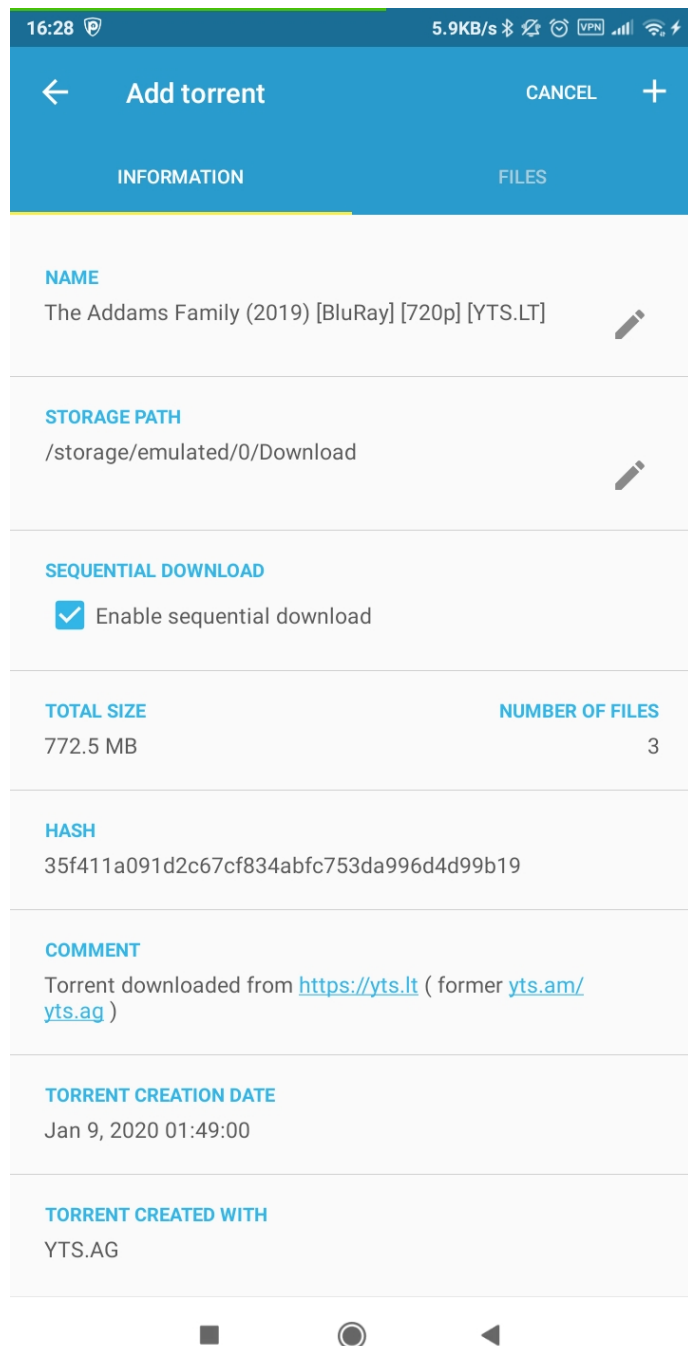 16:28 5.9KB/s VPN
Add torrent CANCEL
INFORMATION FILES
NAME
The Addams Family (2019) [BluRay] [720p] [YTS.LT]
STORAGE PATH
/storage/emulated/0/Download
SEQUENTIAL DOWNLOAD
Enable sequential download
TOTAL SIZE NUMBER OF FILES
772.5 MB 3
HASH
35f411a091d2c67cf834abfc753da996d4d99b19
COMMENT
Torrent downloaded from https://yts.lt ( former yts.am/
yts.ag )
TORRENT CREATION DATE
Jan 9, 2020 01:49:00
TORRENT CREATED WITH
YTS.AG